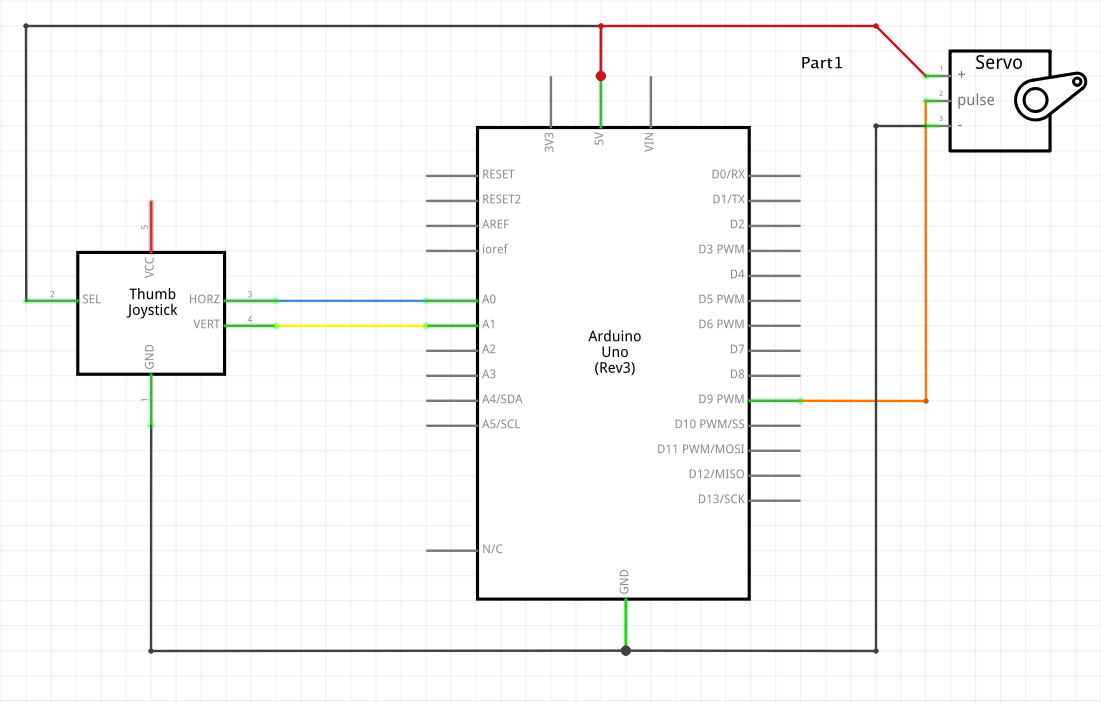 Part1
Servo
1
+
2
pulse
3
-
3V3
5V
VIN
RESET
RESET2
AREF
ioref
A0
A1
A2
A3
A4/SDA
A5/SCL
N/C
D0/RX
D1/TX
D2
D3 PWM
D4
D5 PWM
D6 PWM
D7
D8
D9 PWM
D10 PWM/SS
D11 PWM/MOSI
D12/MISO
D13/SCK
GND
Arduino
Uno
(Rev3)
5
VCC
2
SEL
Thumb
Joystick
HORZ
3
VERT
4
GND
1